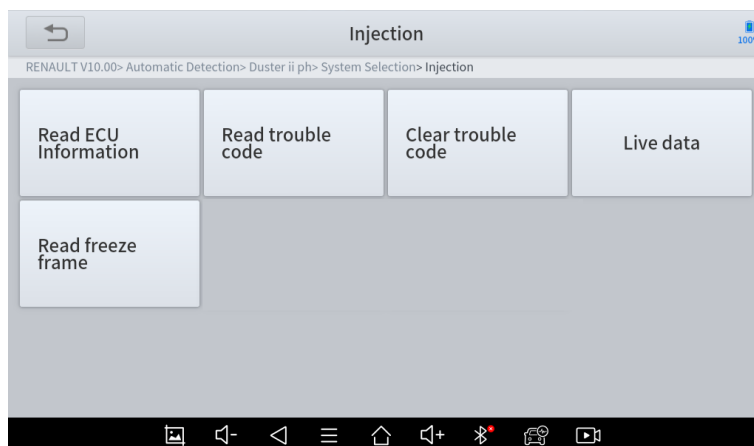 Injection
100%
RENAULT V10.00> Automatic Detection> Duster ii ph> System Selection> Injection
Read ECU
Information
Read trouble
code
Clear trouble
code
Live data
Read freeze
frame